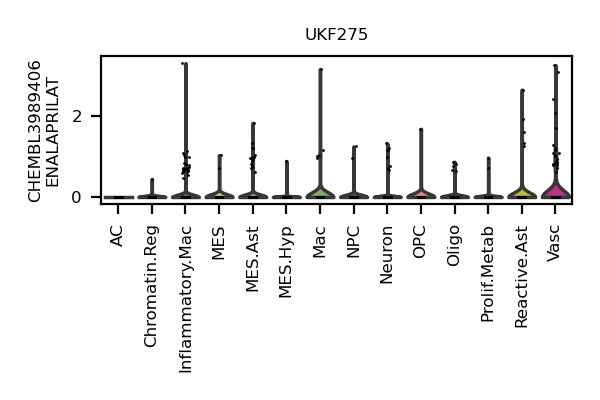 UKF275
CHEMBL3989406
ENALAPRILAT
2
0
AC
Chromatin.Reg
Inflammatory.Mac
MES
MES.Ast
MES.Hyp
Mac
NPC
Neuron
OPC
Oligo
Prolif.Metab
Reactive.Ast
Vasc